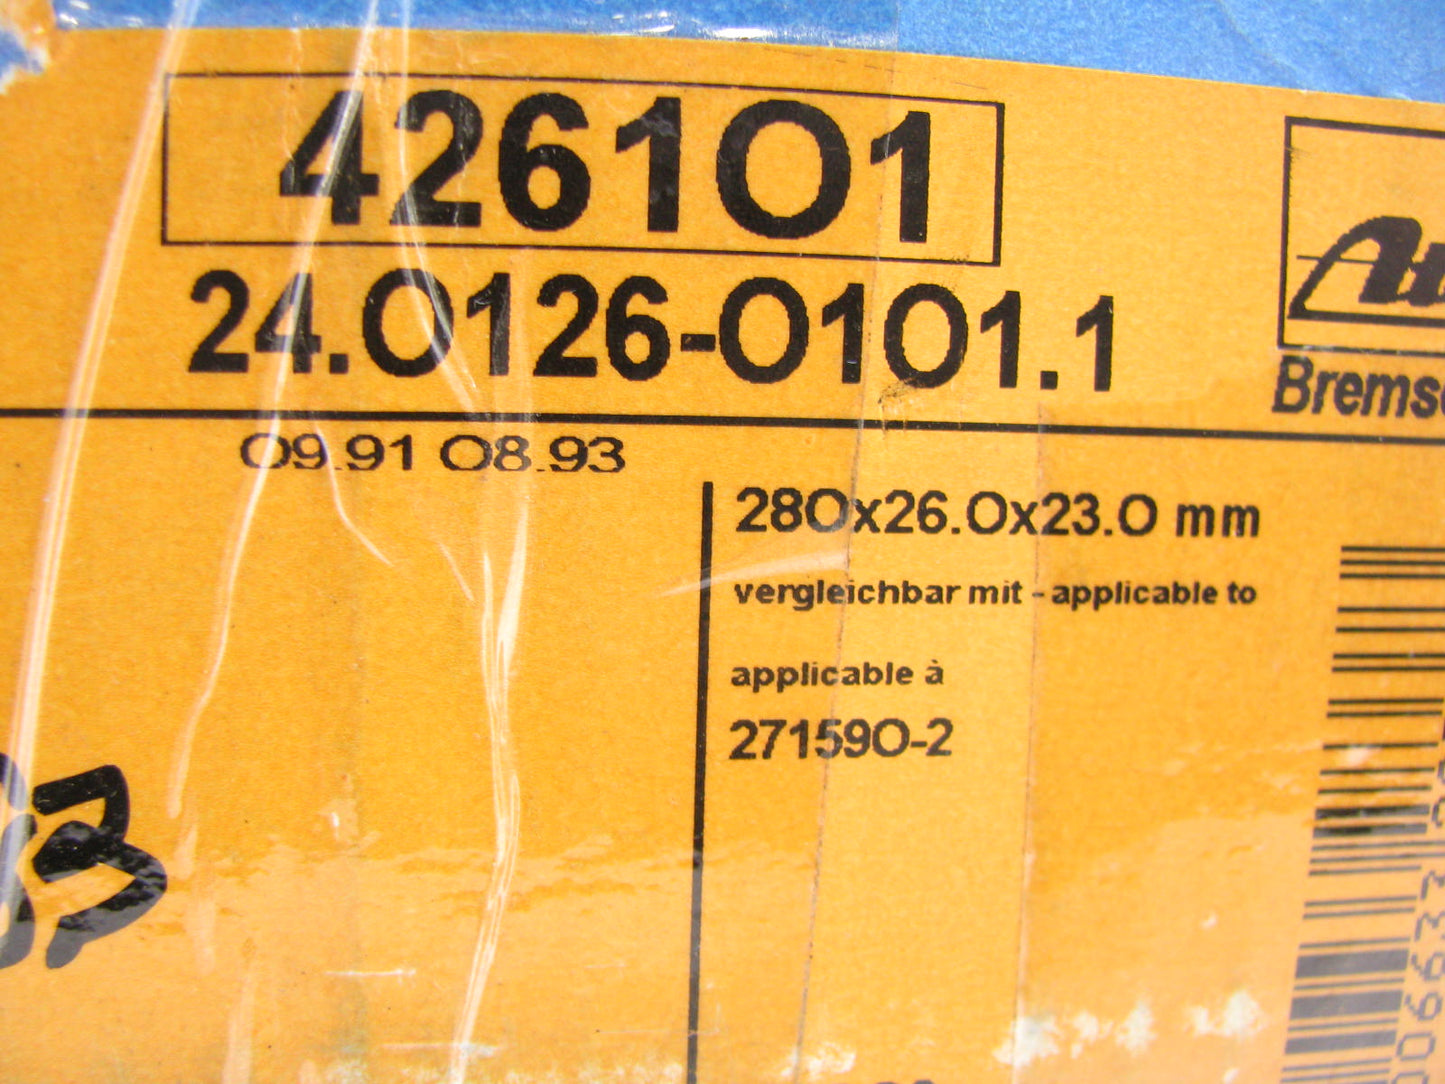 426101
24.0126-0101.1
Ate
09.91 08.93
280x26.0x23.0 mm
vergleichbar mit - applicable to
applicable à
271590-2